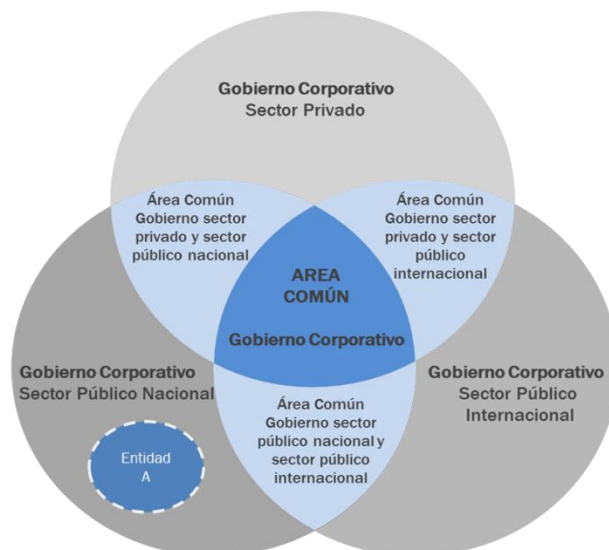 Gobierno Corporativo
Sector Privado
Área Común
Gobierno sector
privado y sector
público nacional
Área Común
Gobierno sector
privado y sector
público
internacional
AREA
COMÚN
Gobierno Corporativo
Gobierno Corporativo
Sector Público Nacional
Gobierno Corporativo
Sector Público
Internacional
Área Común
Gobierno sector
público nacional y
sector público
internacional
Entidad
A